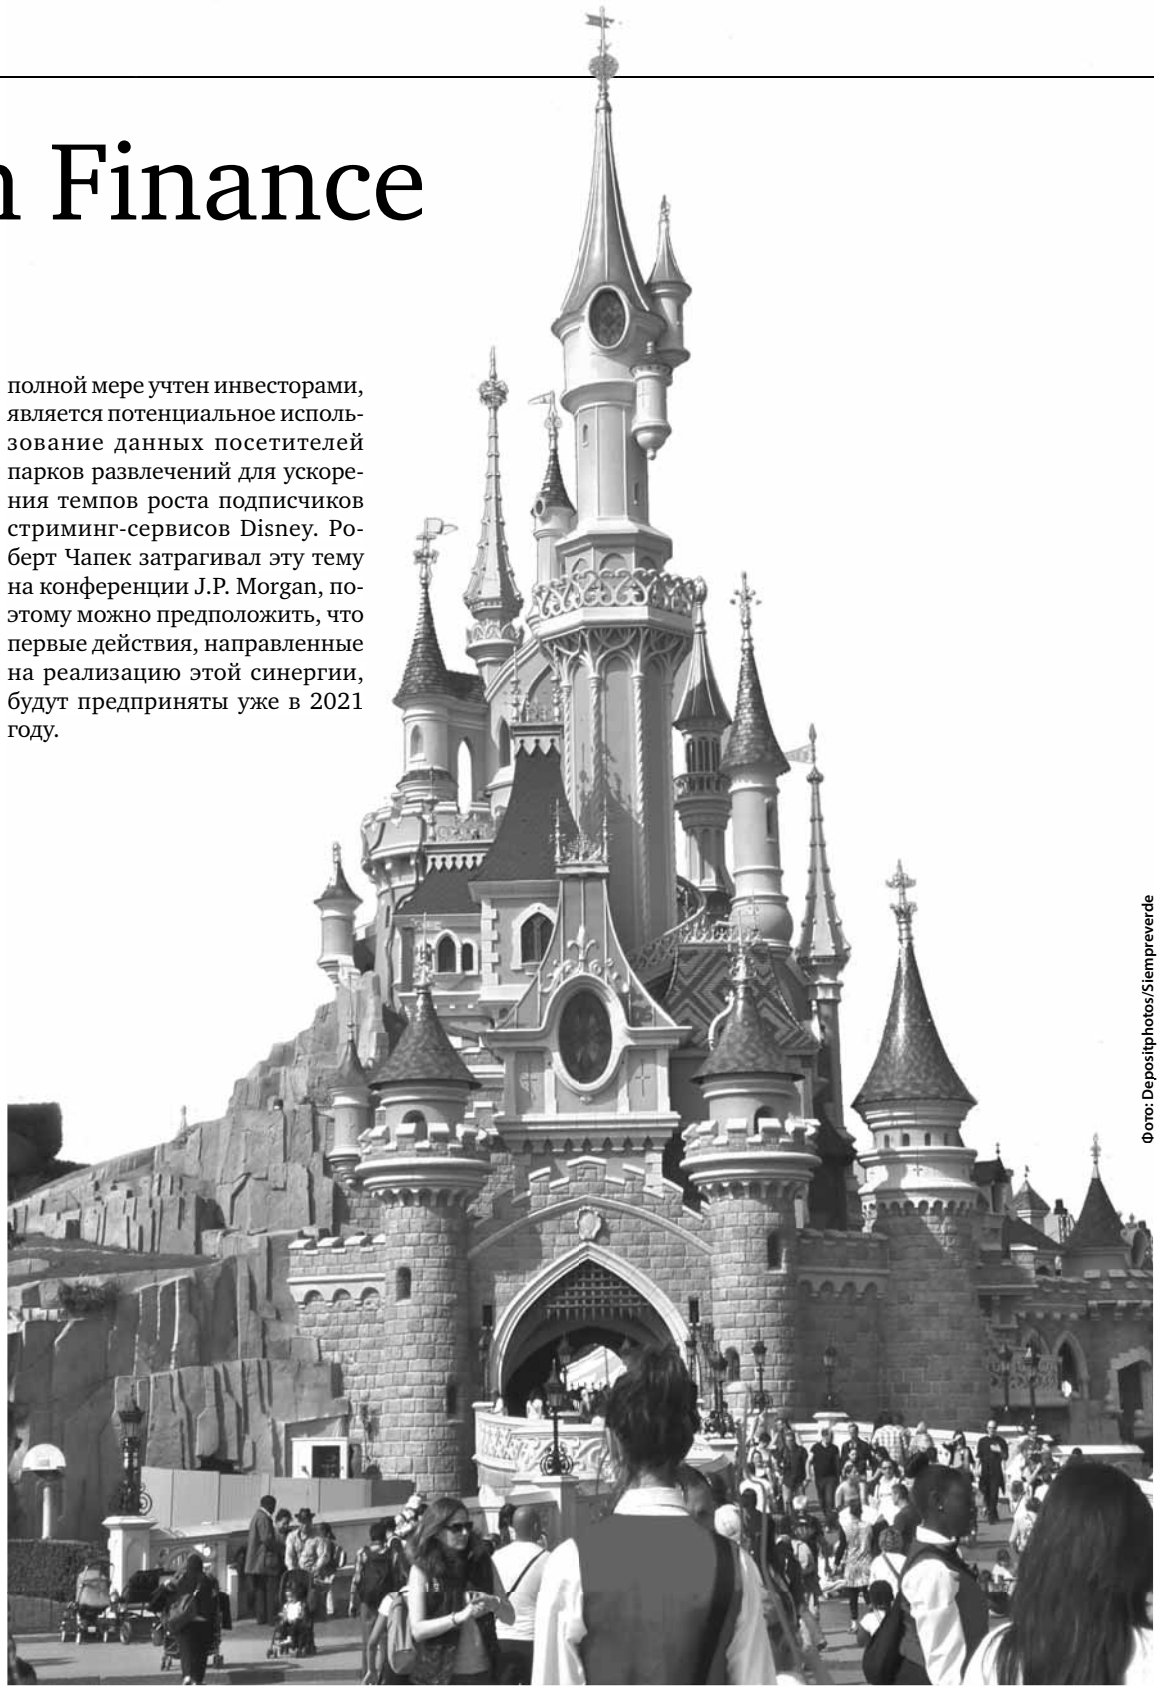 n Finance
полной мере учтен инвесторами,
является потенциальное исполь-
зование данных посетителей
парков развлечений для ускоре-
ния темпов роста подписчиков
стриминг-сервисов Disney. Ро-
берт Чапек затрагивал эту тему
на конференции J.P. Morgan, по-
этому можно предположить, что
первые действия, направленные
на реализацию этой синергии,
будут предприняты уже в 2021
году.
Фото: Depositphotos/Siempreverde